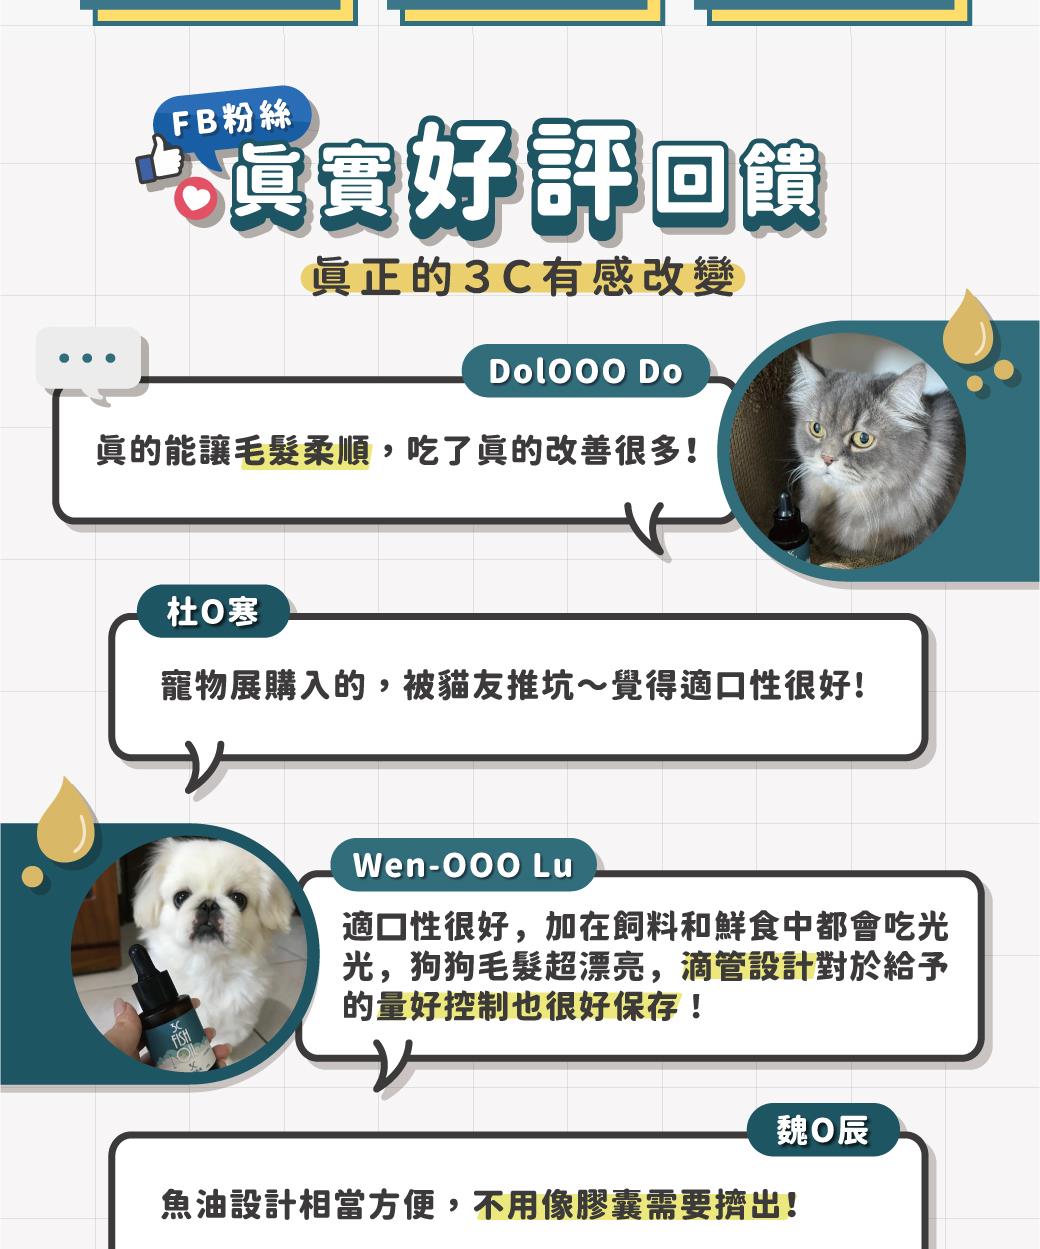 FB粉絲
眞實好評回饋
眞正的3C有感改變
DolOOO Do
眞的能讓毛髮柔順，吃了眞的改善很多！
杜O寒
寵物展購入的，被貓友推坑～覺得適口性很好！
Wen-OOO Lu
適口性很好，加在飼料和鮮食中都會吃光
光，狗狗毛髮超漂亮，滴管設計對於給予
的量好控制也很好保存！
3C
FISH
OIL
魏O辰
魚油設計相當方便，不用像膠囊需要擠出！